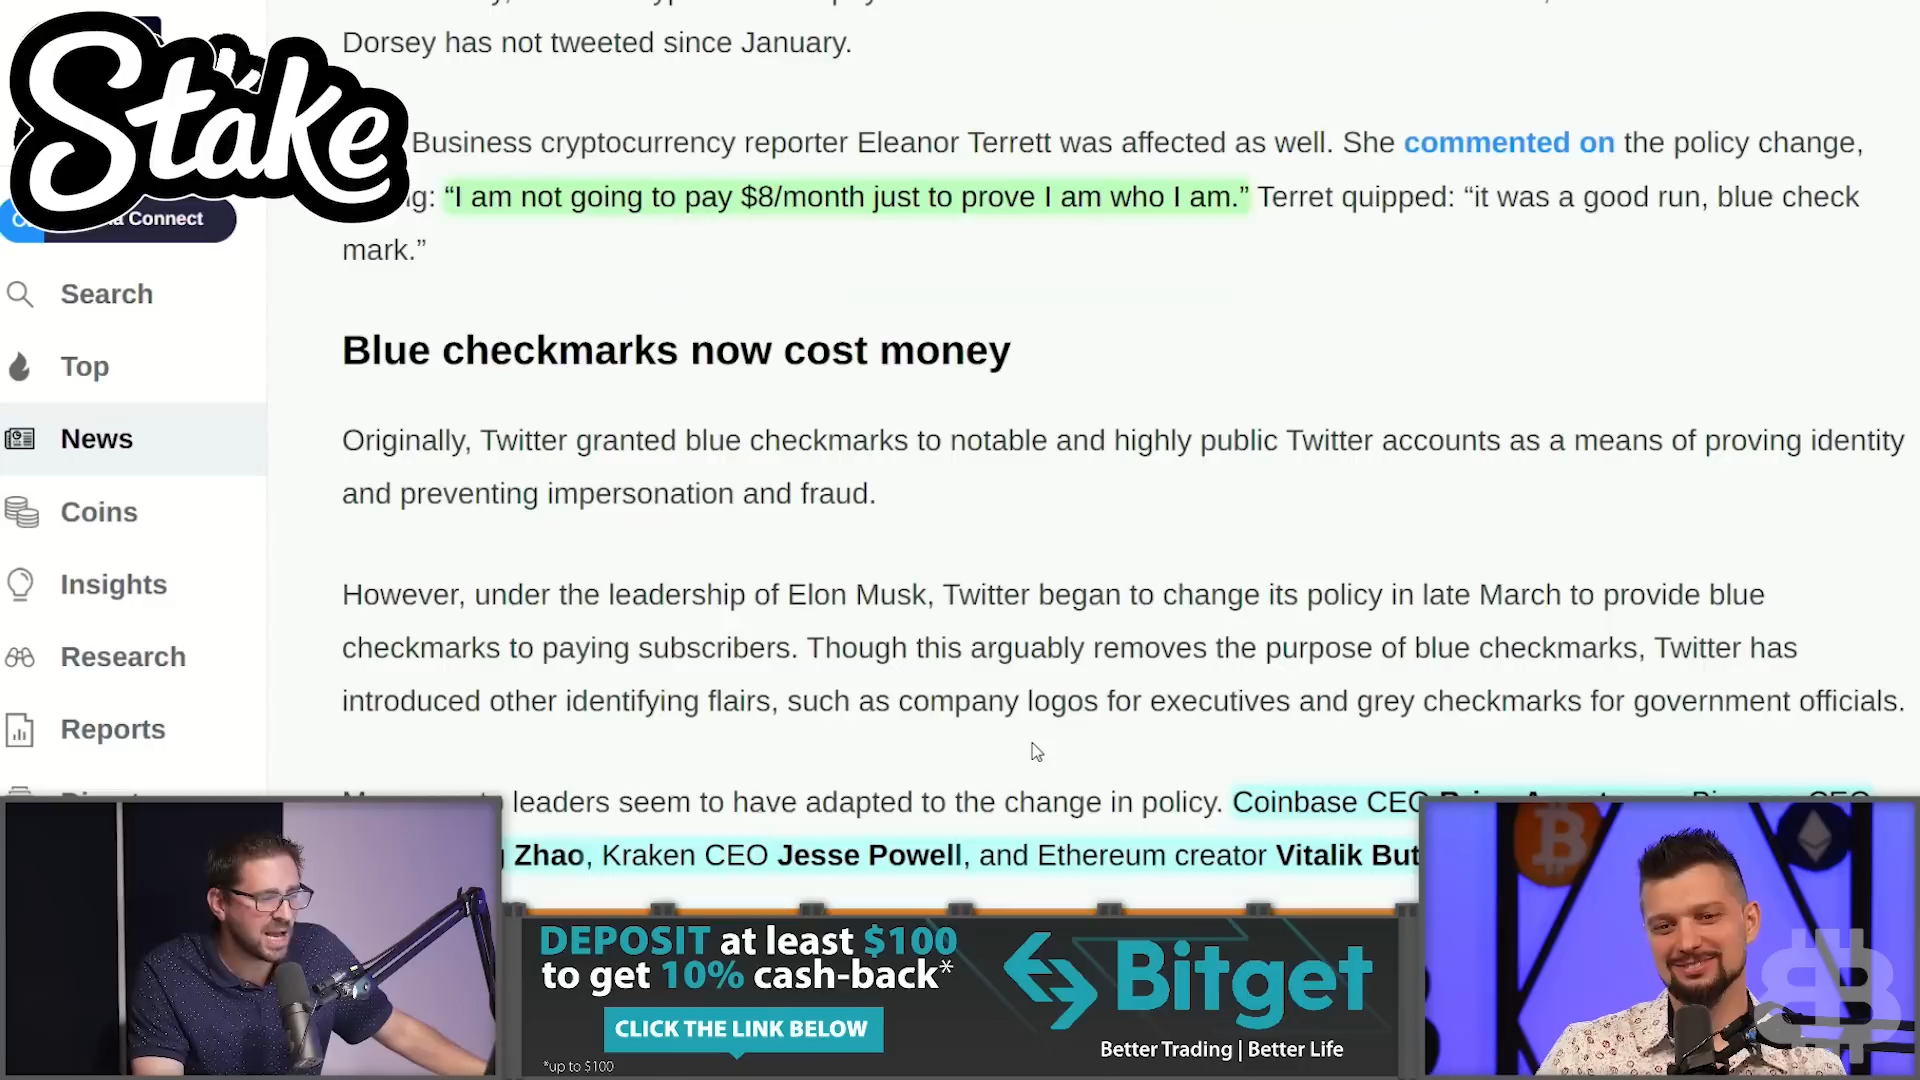 Dorsey has not tweeted since January.
Stake
Business cryptocurrency reporter Eleanor Terrett was affected as well. She commented on the policy change,
“I am not going to pay $8/month just to prove I am who I am.” Terret quipped: “it was a good run, blue check
mark.”
Connect
Search
Top
News
Coins
Insights
Research
Reports
Blue checkmarks now cost money
Originally, Twitter granted blue checkmarks to notable and highly public Twitter accounts as a means of proving identity
and preventing impersonation and fraud.
However, under the leadership of Elon Musk, Twitter began to change its policy in late March to provide blue
checkmarks to paying subscribers. Though this arguably removes the purpose of blue checkmarks, Twitter has
introduced other identifying flairs, such as company logos for executives and grey checkmarks for government officials.
leaders seem to have adapted to the change in policy. Coinbase CEO
Zhao, Kraken CEO Jesse Powell, and Ethereum creator Vitalik But
DEPOSIT at least $100
to get 10% cash-back*
CLICK THE LINK BELOW
*up to $100
Bitget
Better Trading | Better Life